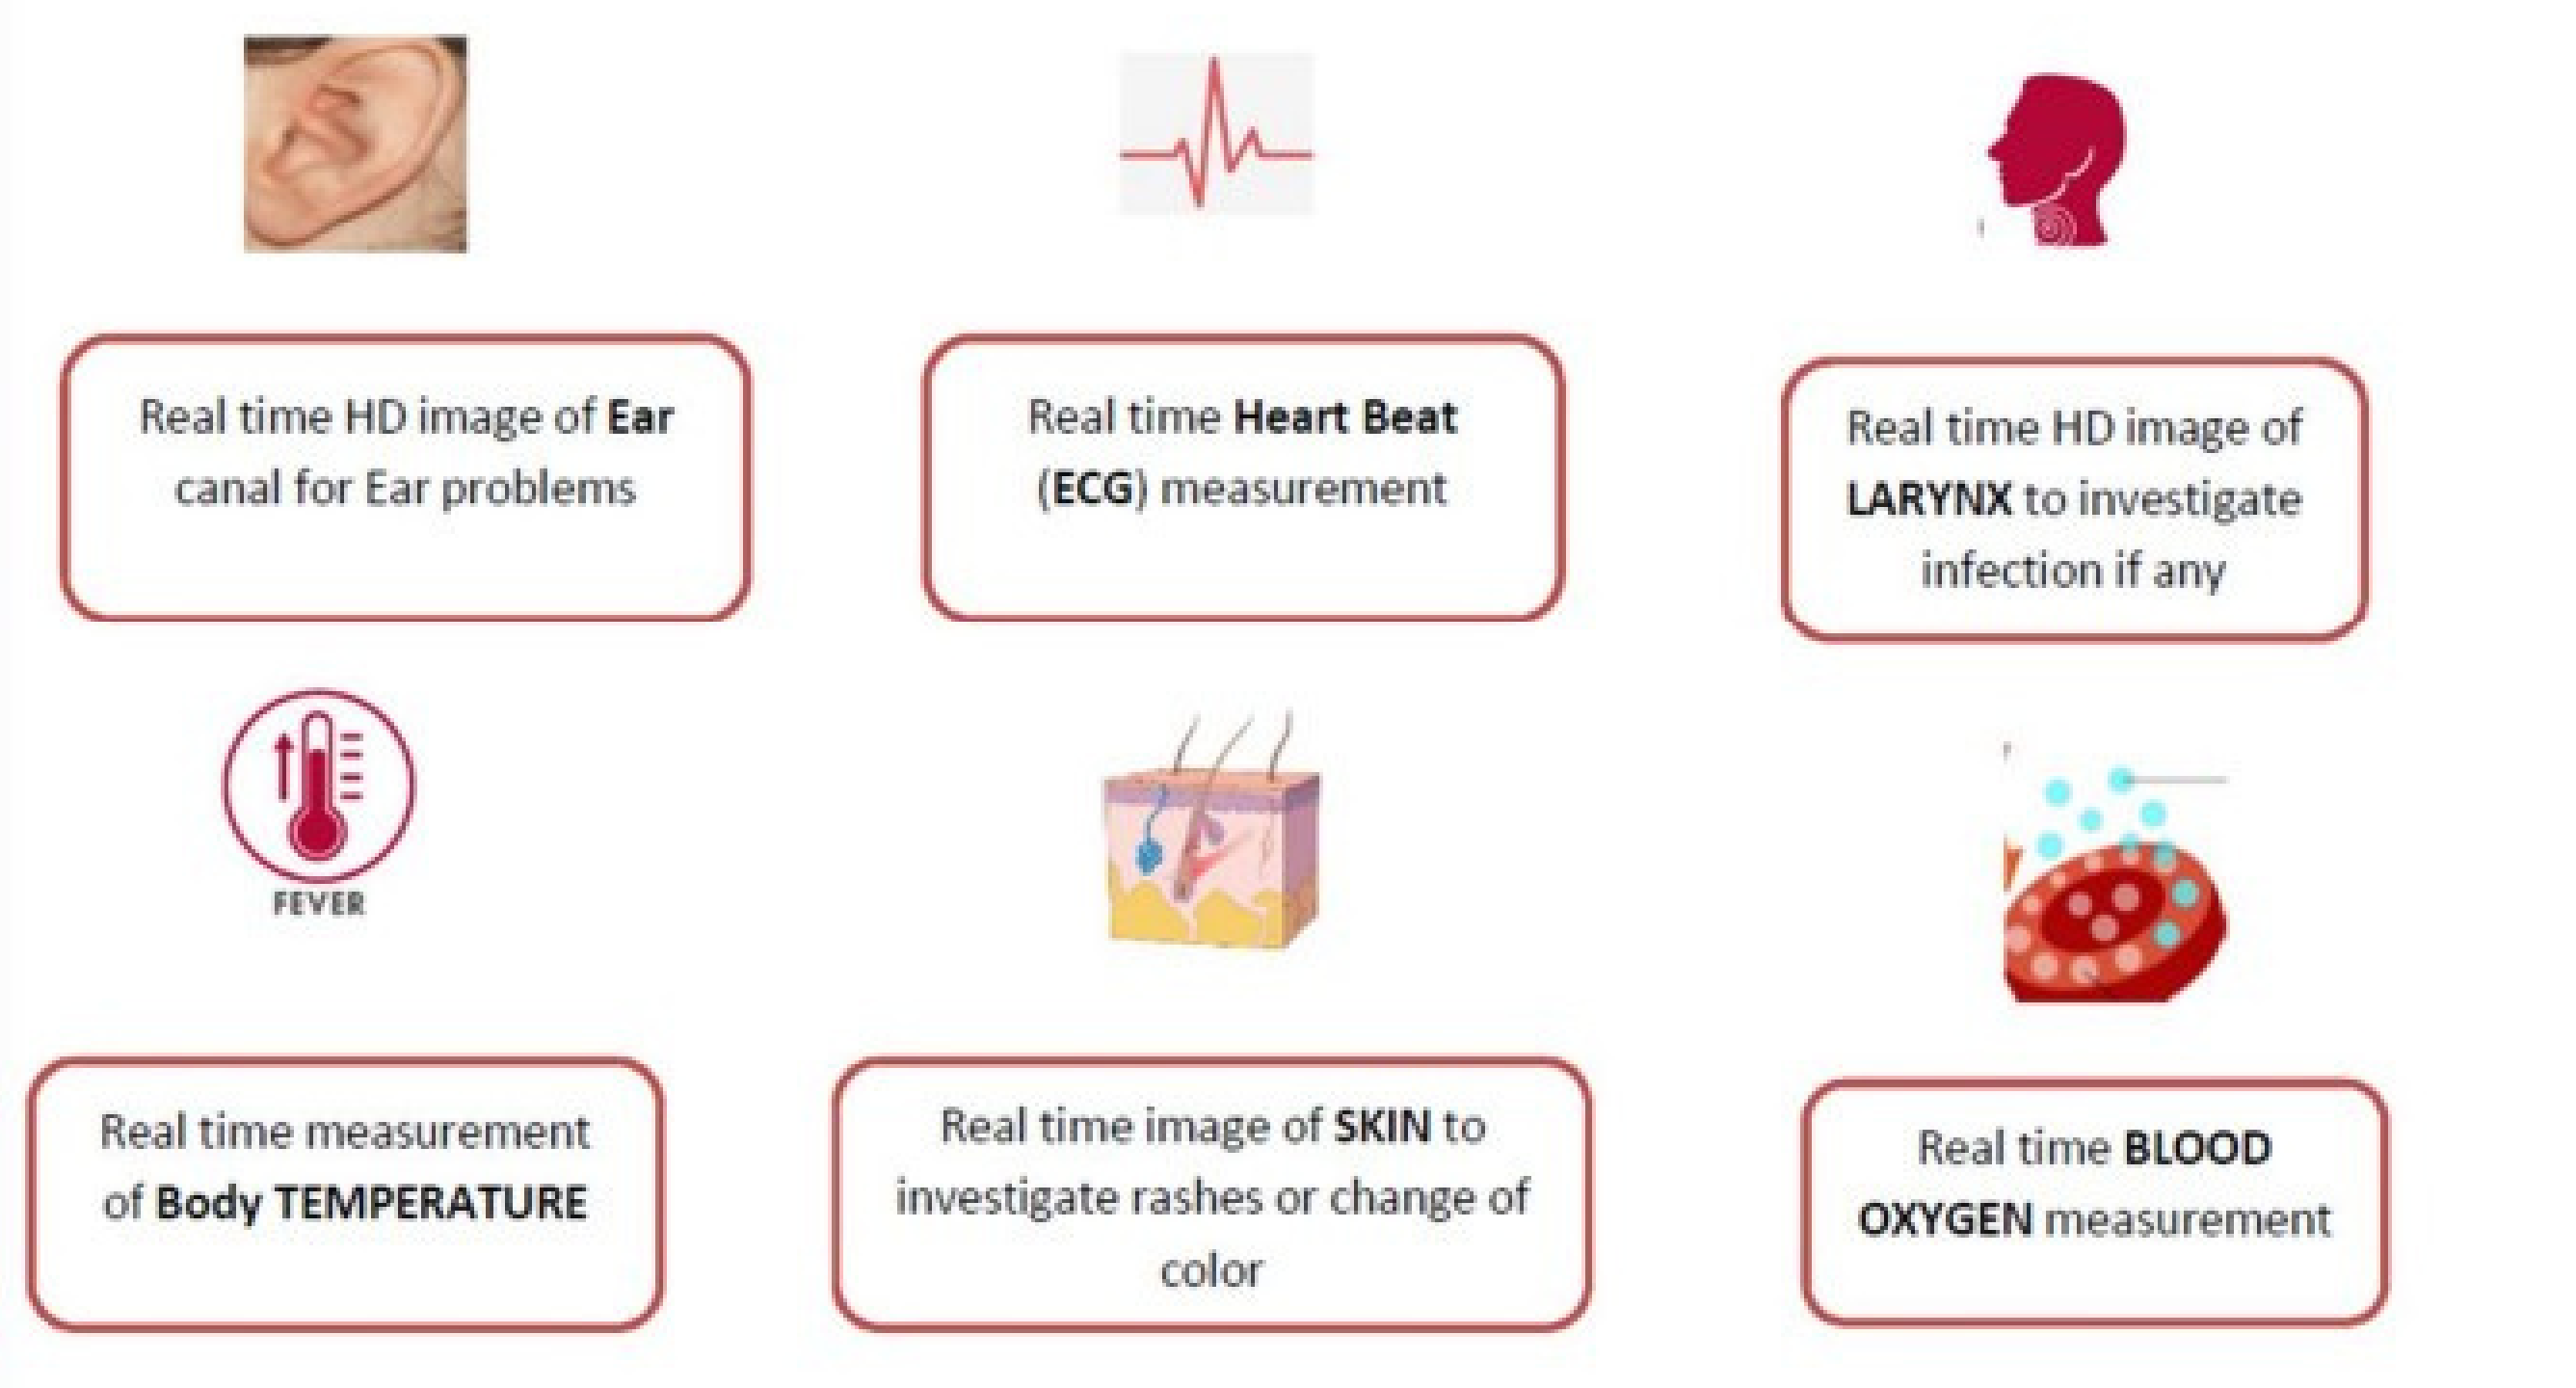 Real time HD image of Ear
canal for Ear problems
Real time Heart Beat
(ECG) measurement
Real time HD image of
LARYNX to investigate
infection if any
FEVER
Real time measurement
of Body TEMPERATURE
Real time image of SKIN to
investigate rashes or change of
color
Real time BLOOD
OXYGEN measurement